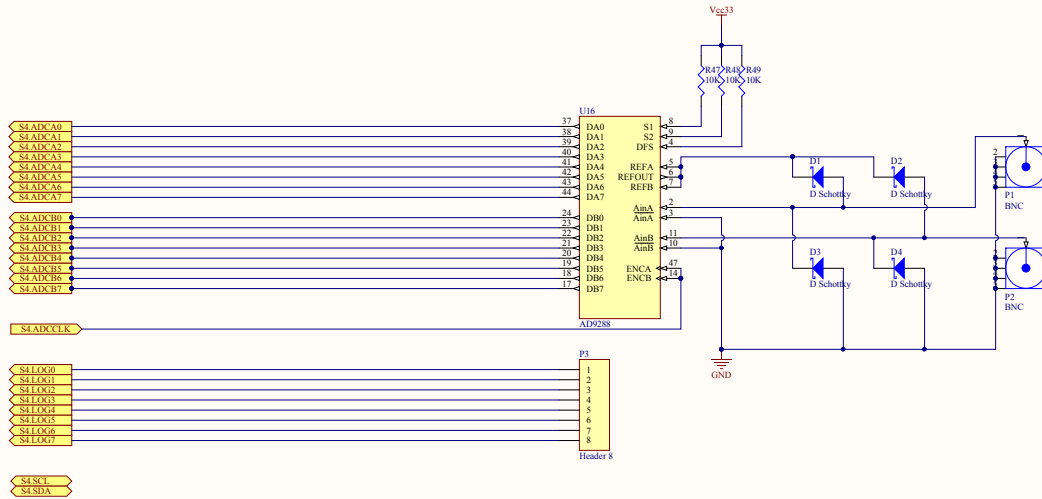 Vcc33
R47 R48 R49
10K 10K 10K
U16
S4.ADCA0 37 DA0 S1 8
S4.ADCA1 38 DA1 S2 9
S4.ADCA2 39 DA2 DFS 4
S4.ADCA3 40 DA3
S4.ADCA4 41 DA4 REFA 5
S4.ADCA5 42 DA5 REFOUT 6
S4.ADCA6 43 DA6 REFB 7
S4.ADCA7 44 DA7
D1 D2
D Schottky D Schottky
2
P1
BNC
AinA 2
S4.ADCB0 24 DB0 AinA 3
S4.ADCB1 23 DB1
S4.ADCB2 22 DB2 AinB 11
S4.ADCB3 21 DB3 AinB 10
S4.ADCB4 20 DB4
S4.ADCB5 19 DB5 ENCA 47
S4.ADCB6 18 DB6 ENCB 14
S4.ADCB7 17 DB7
D3 D4
D Schottky D Schottky
P2
BNC
S4.ADCCLK
AD9288
GND
P3
S4.LOG0 1
S4.LOG1 2
S4.LOG2 3
S4.LOG3 4
S4.LOG4 5
S4.LOG5 6
S4.LOG6 7
S4.LOG7 8
Header 8
S4.SCL
S4.SDA